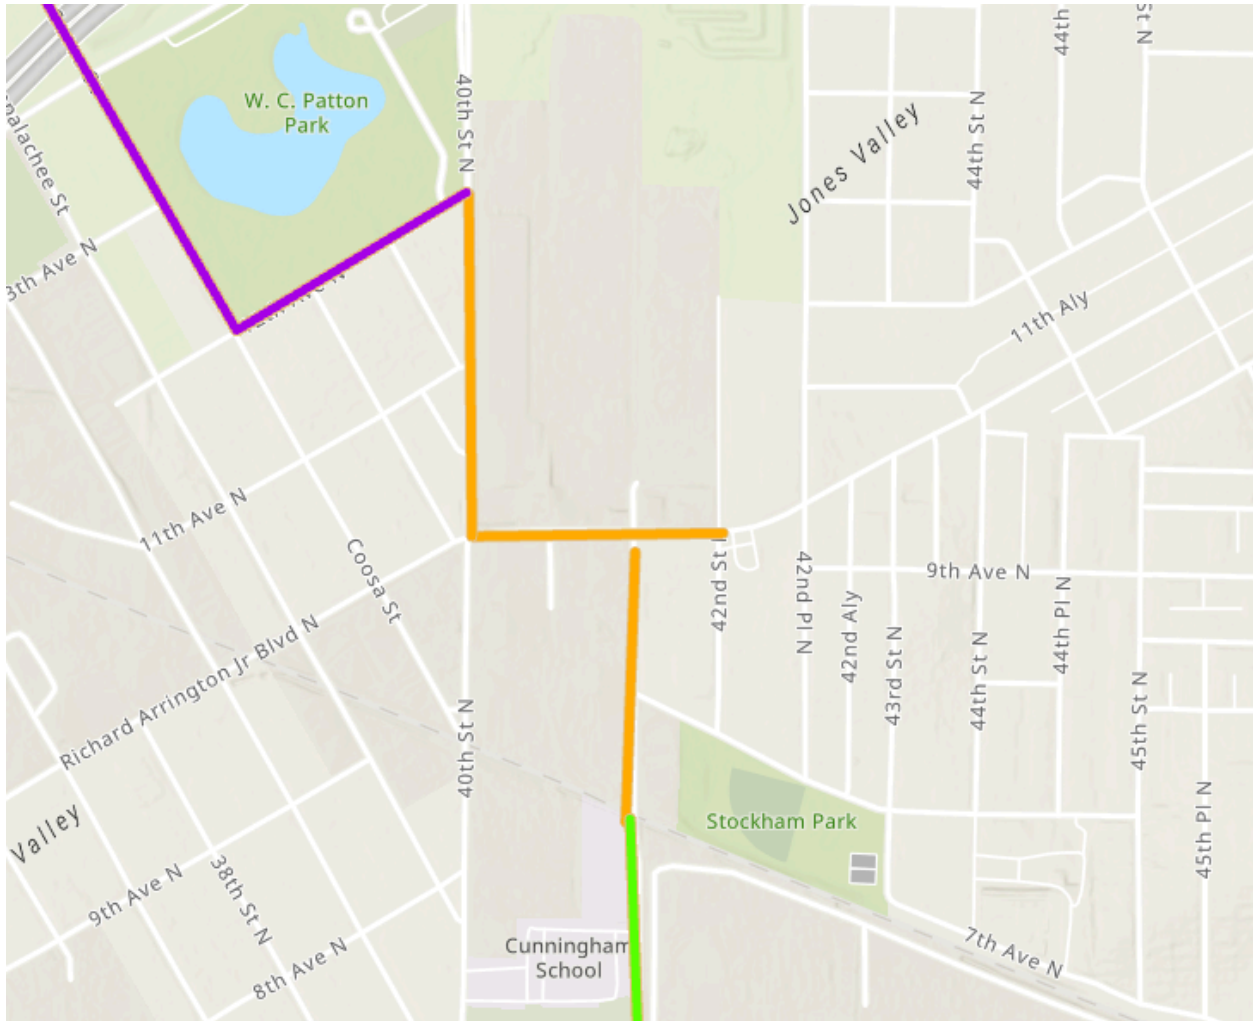 44th
St N
40th St N
W. C. Patton
Park
44th St N
Jones Valley
3th Ave N
11th Aly
11th Ave N
Coosa St
42nd St
42nd Pl N
9th Ave N
42nd Aly
43rd St N
44th St N
44th Pl N
45th St N
Richard Arrington Jr Blvd N
40th St N
45th Pl N
Stockham Park
Valley
9th Ave N
38th St N
8th Ave N
Cunningham
School
7th Ave N